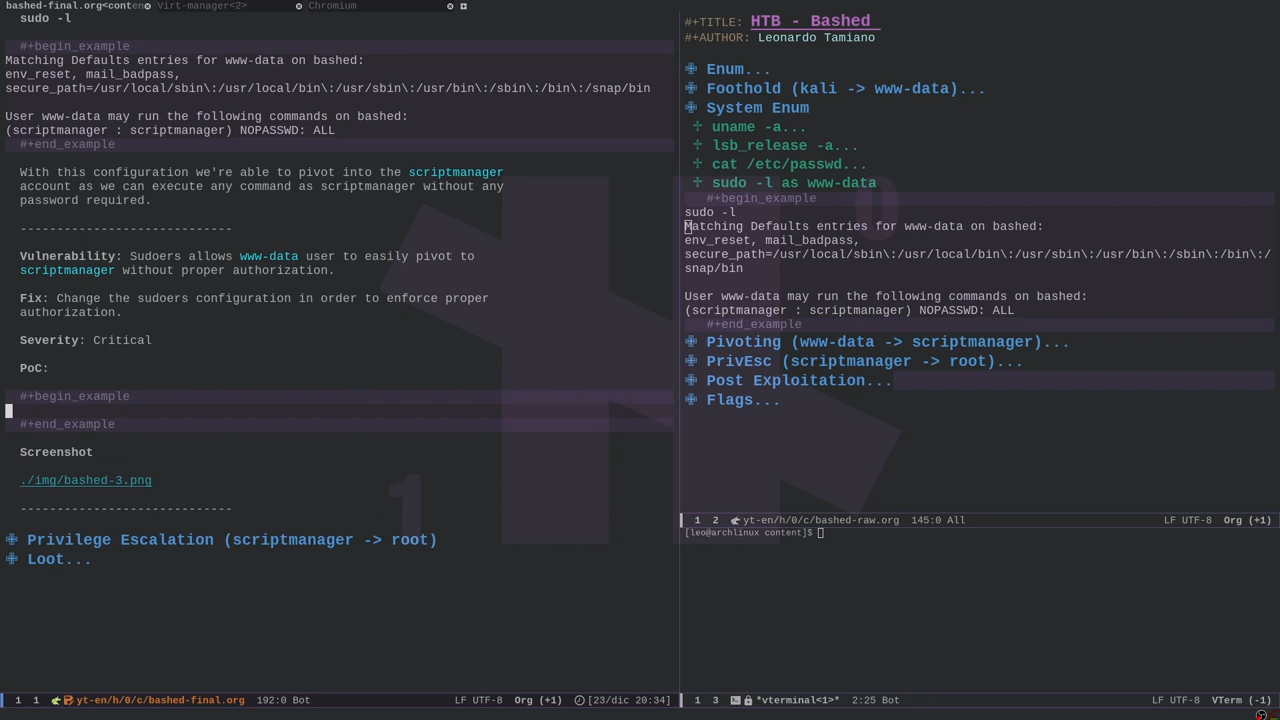 bashed-final.org<conten
Virt-manager<2>
Chromium
sudo -l
#+begin_example
Matching Defaults entries for www-data on bashed:
env_reset, mail_badpass,
secure_path=/usr/local/sbin\:/usr/local/bin\:/usr/sbin\:/usr/bin\:/sbin\:/bin\:/snap/bin
User www-data may run the following commands on bashed:
(scriptmanager : scriptmanager) NOPASSWD: ALL
#+end_example
With this configuration we're able to pivot into the scriptmanager
account as we can execute any command as scriptmanager without any
password required.
-----------------------------
Vulnerability: Sudoers allows www-data user to easily pivot to
scriptmanager without proper authorization.
Fix: Change the sudoers configuration in order to enforce proper
authorization.
Severity: Critical
PoC:
#+begin_example
#+end_example
Screenshot
./img/bashed-3.png
-----------------------------
Privilege Escalation (scriptmanager -> root)
Loot...
1 1 yt-en/h/0/c/bashed-final.org 192:0 Bot LF UTF-8 Org (+1) [23/dic 20:34]
#+TITLE: HTB - Bashed
#+AUTHOR: Leonardo Tamiano
Enum...
Foothold (kali -> www-data)...
System Enum
uname -a...
lsb_release -a...
cat /etc/passwd...
sudo -l as www-data
#+begin_example
sudo -l
Matching Defaults entries for www-data on bashed:
env_reset, mail_badpass,
secure_path=/usr/local/sbin\:/usr/local/bin\:/usr/sbin\:/usr/bin\:/sbin\:/bin\:/
snap/bin
User www-data may run the following commands on bashed:
(scriptmanager : scriptmanager) NOPASSWD: ALL
#+end_example
Pivoting (www-data -> scriptmanager)...
PrivEsc (scriptmanager -> root)...
Post Exploitation...
Flags...
1 2 yt-en/h/0/c/bashed-raw.org 145:0 All LF UTF-8 Org (+1)
[leo@archlinux content]$
1 3 *vterminal<1>* 2:25 Bot LF UTF-8 VTerm (-1)
0
1